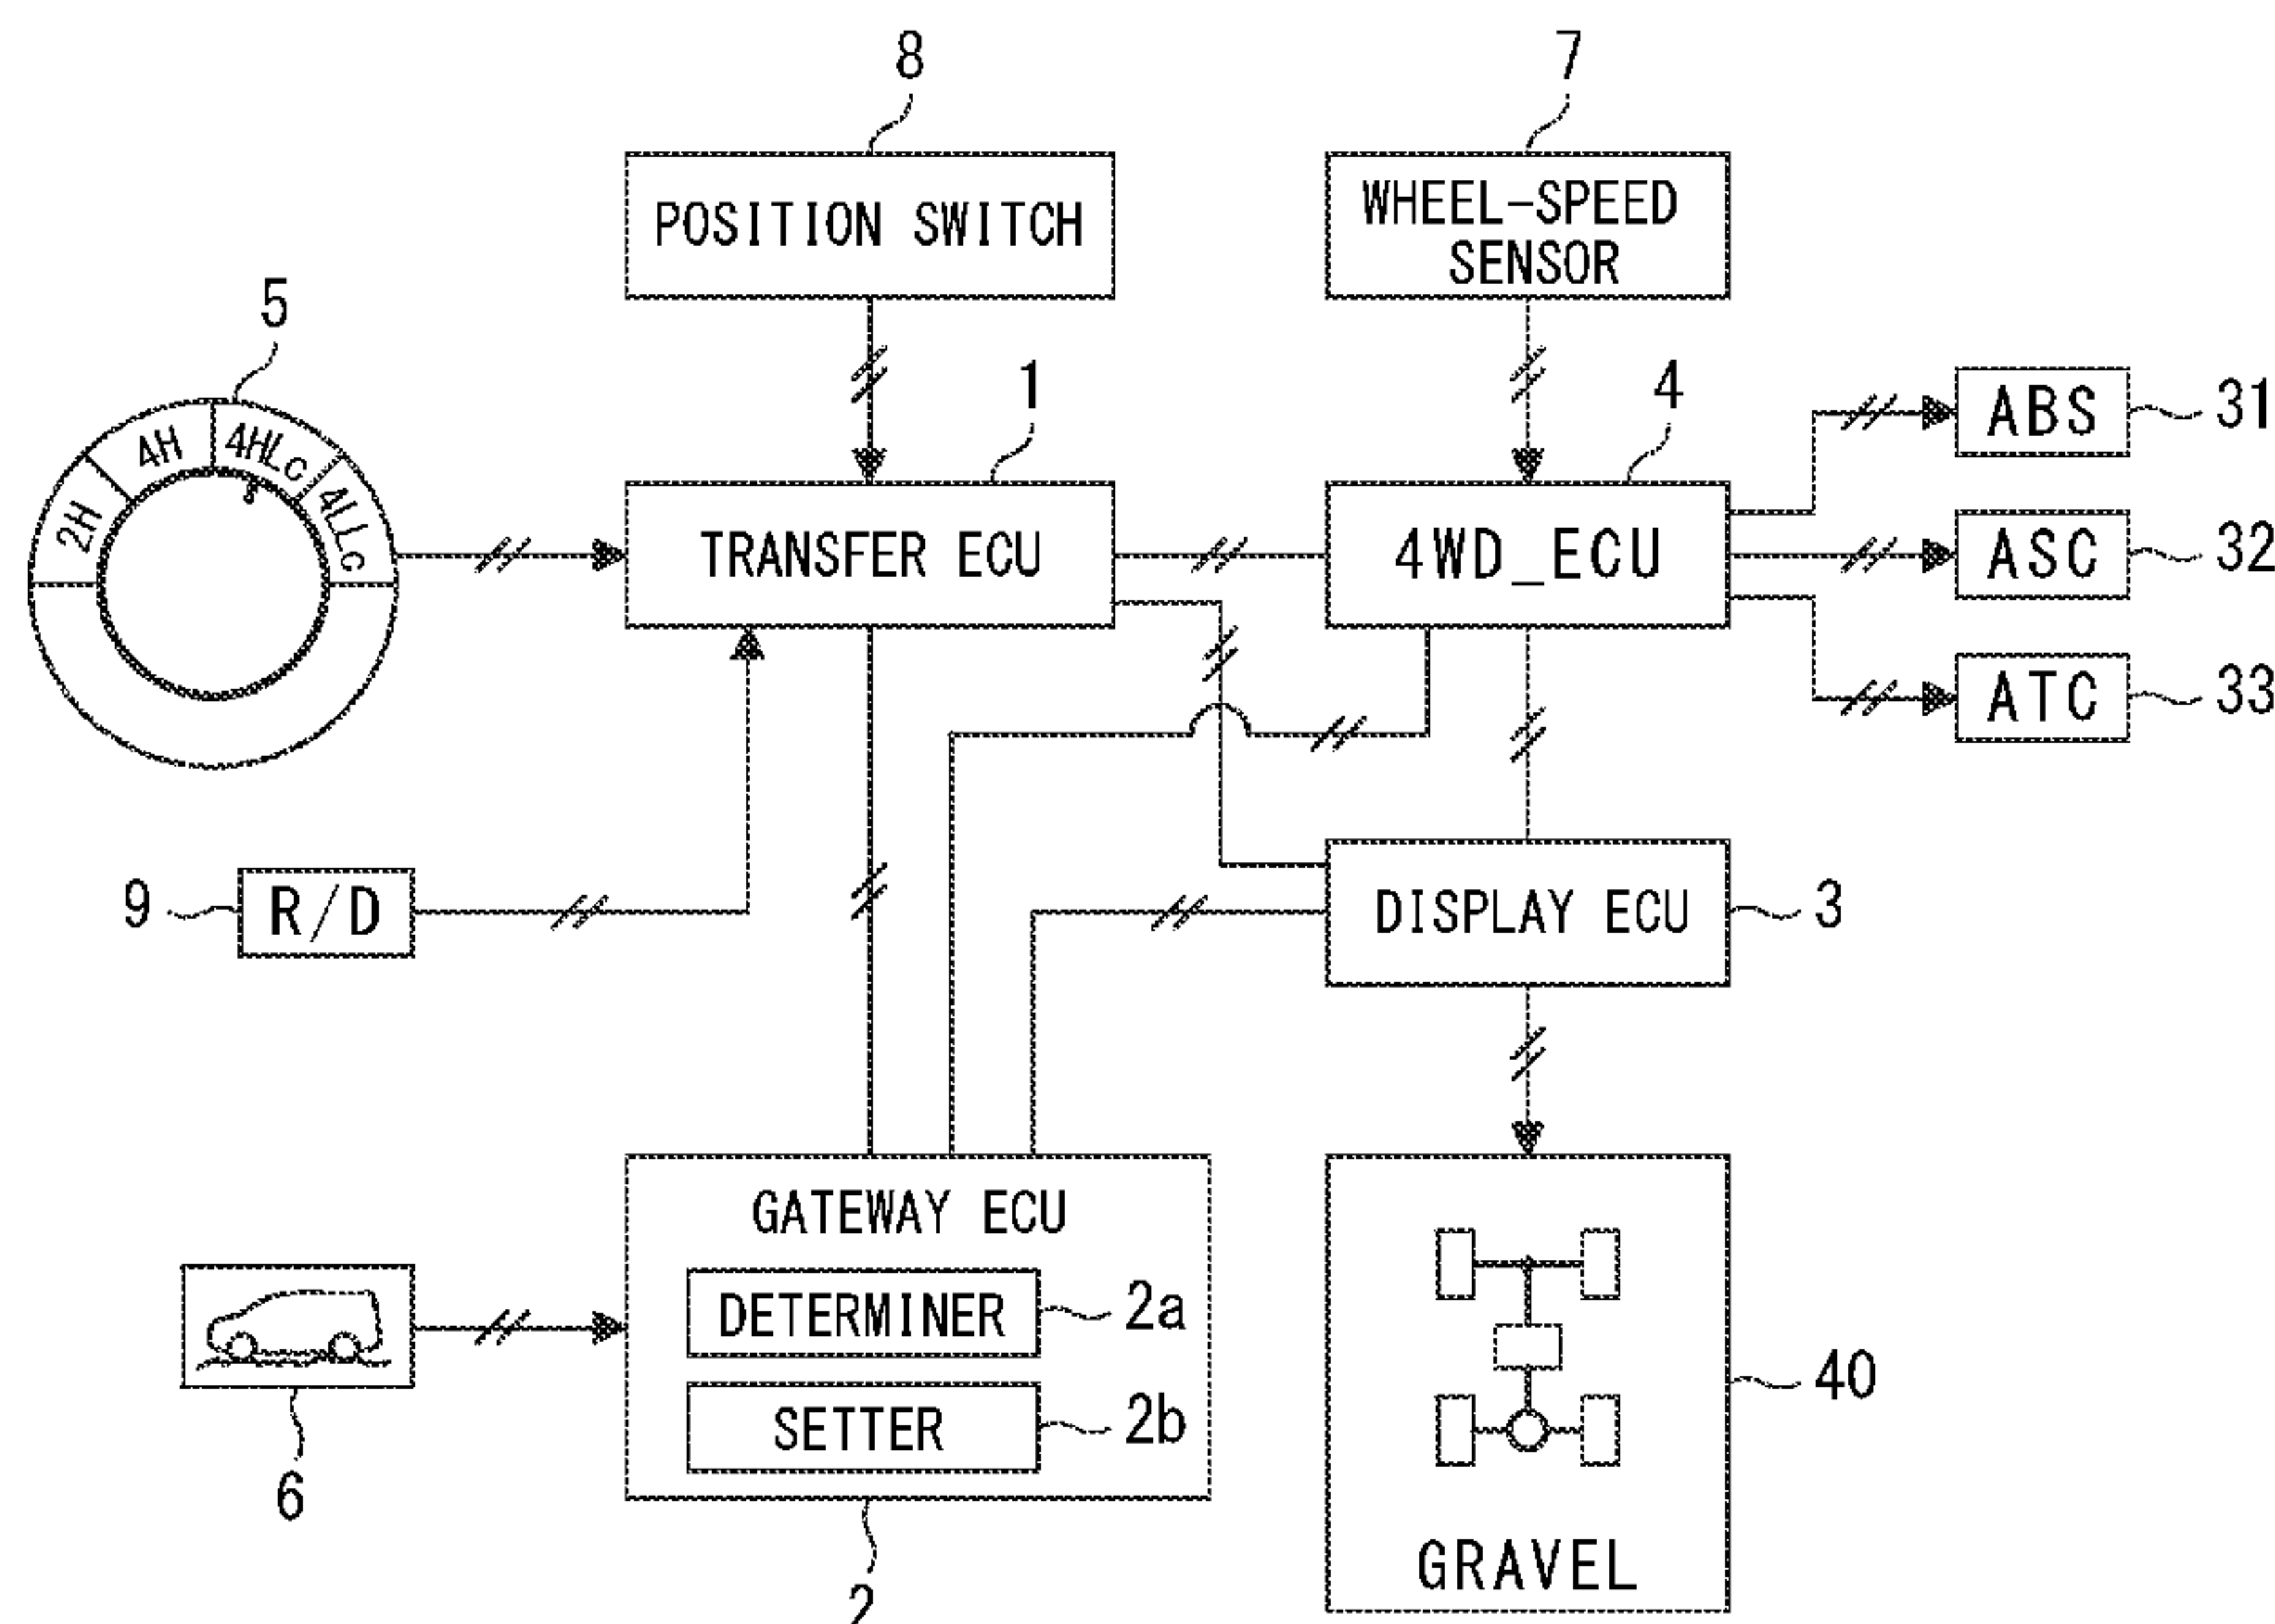 8
7
POSITION SWITCH
WHEEL-SPEED
SENSOR
5
1
4
2H
4H
4HLc
4LLc
ABS
31
TRANSFER ECU
4WD_ECU
ASC
32
ATC
33
9
R/D
DISPLAY ECU
3
GATEWAY ECU
DETERMINER
2a
SETTER
2b
6
2
40
GRAVEL